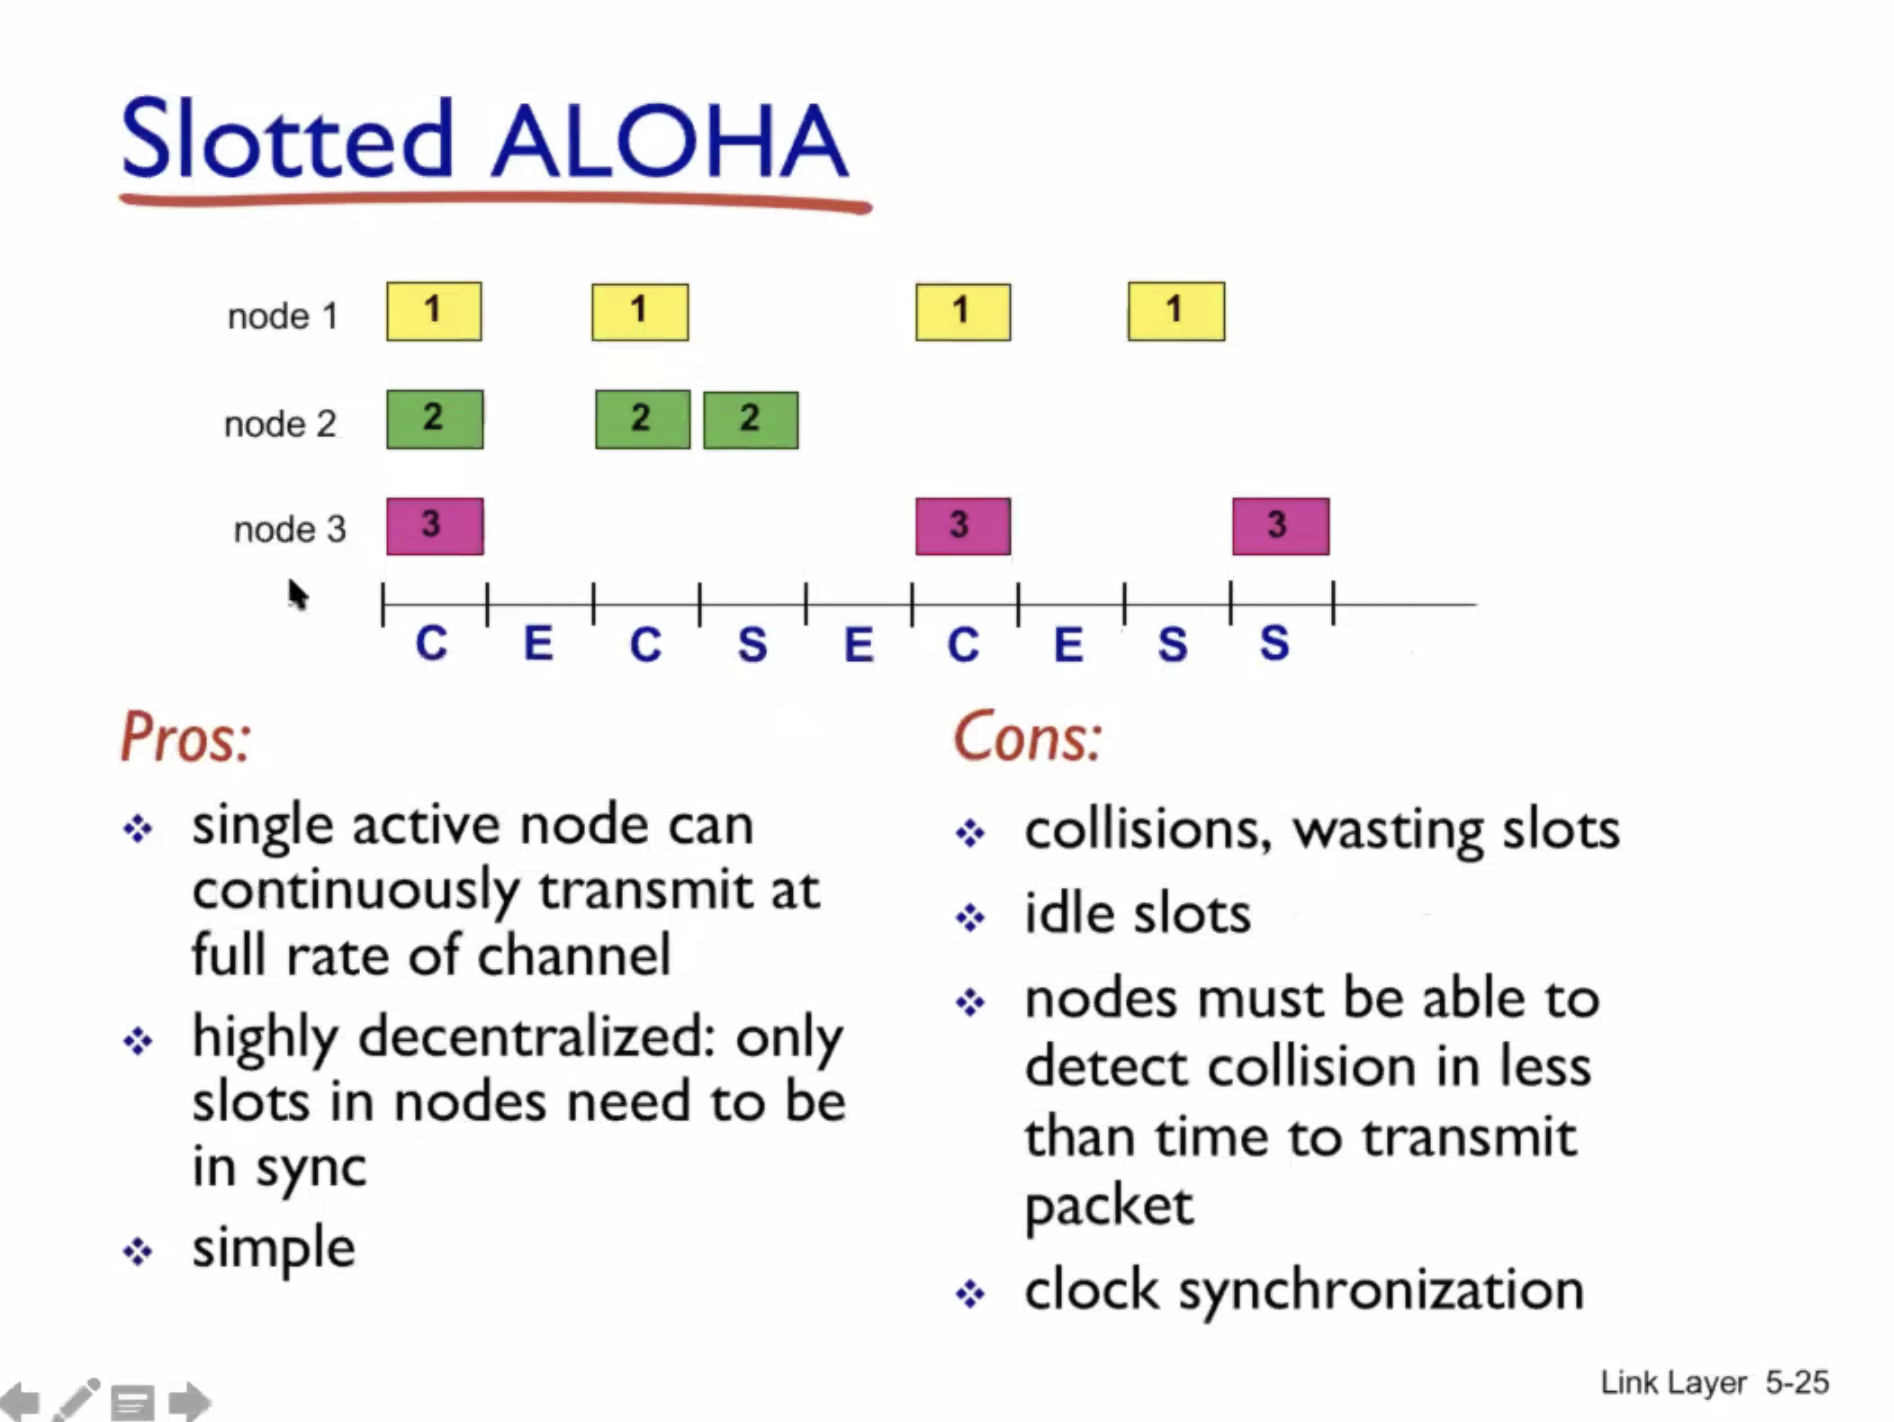 Slotted ALOHA
node 1 1 1 1 1
node 2 2 2 2
node 3 3 3 3
C E C S E C E S S
Pros:
single active node can
continuously transmit at
full rate of channel
highly decentralized: only
slots in nodes need to be
in sync
simple
Cons:
collisions, wasting slots
idle slots
nodes must be able to
detect collision in less
than time to transmit
packet
clock synchronization
Link Layer 5-25